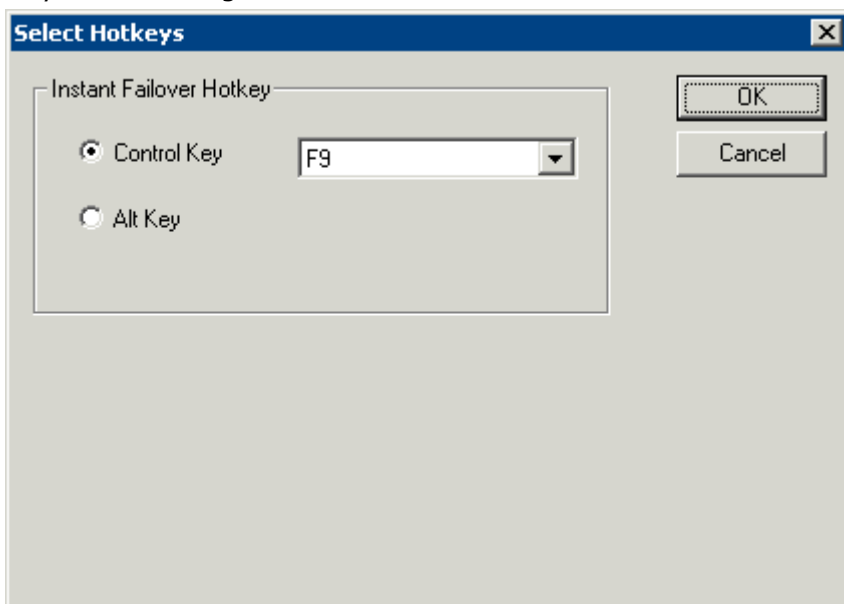 Select Hotkeys
Instant Failover Hotkey
OK
Control Key F9
Cancel
Alt Key